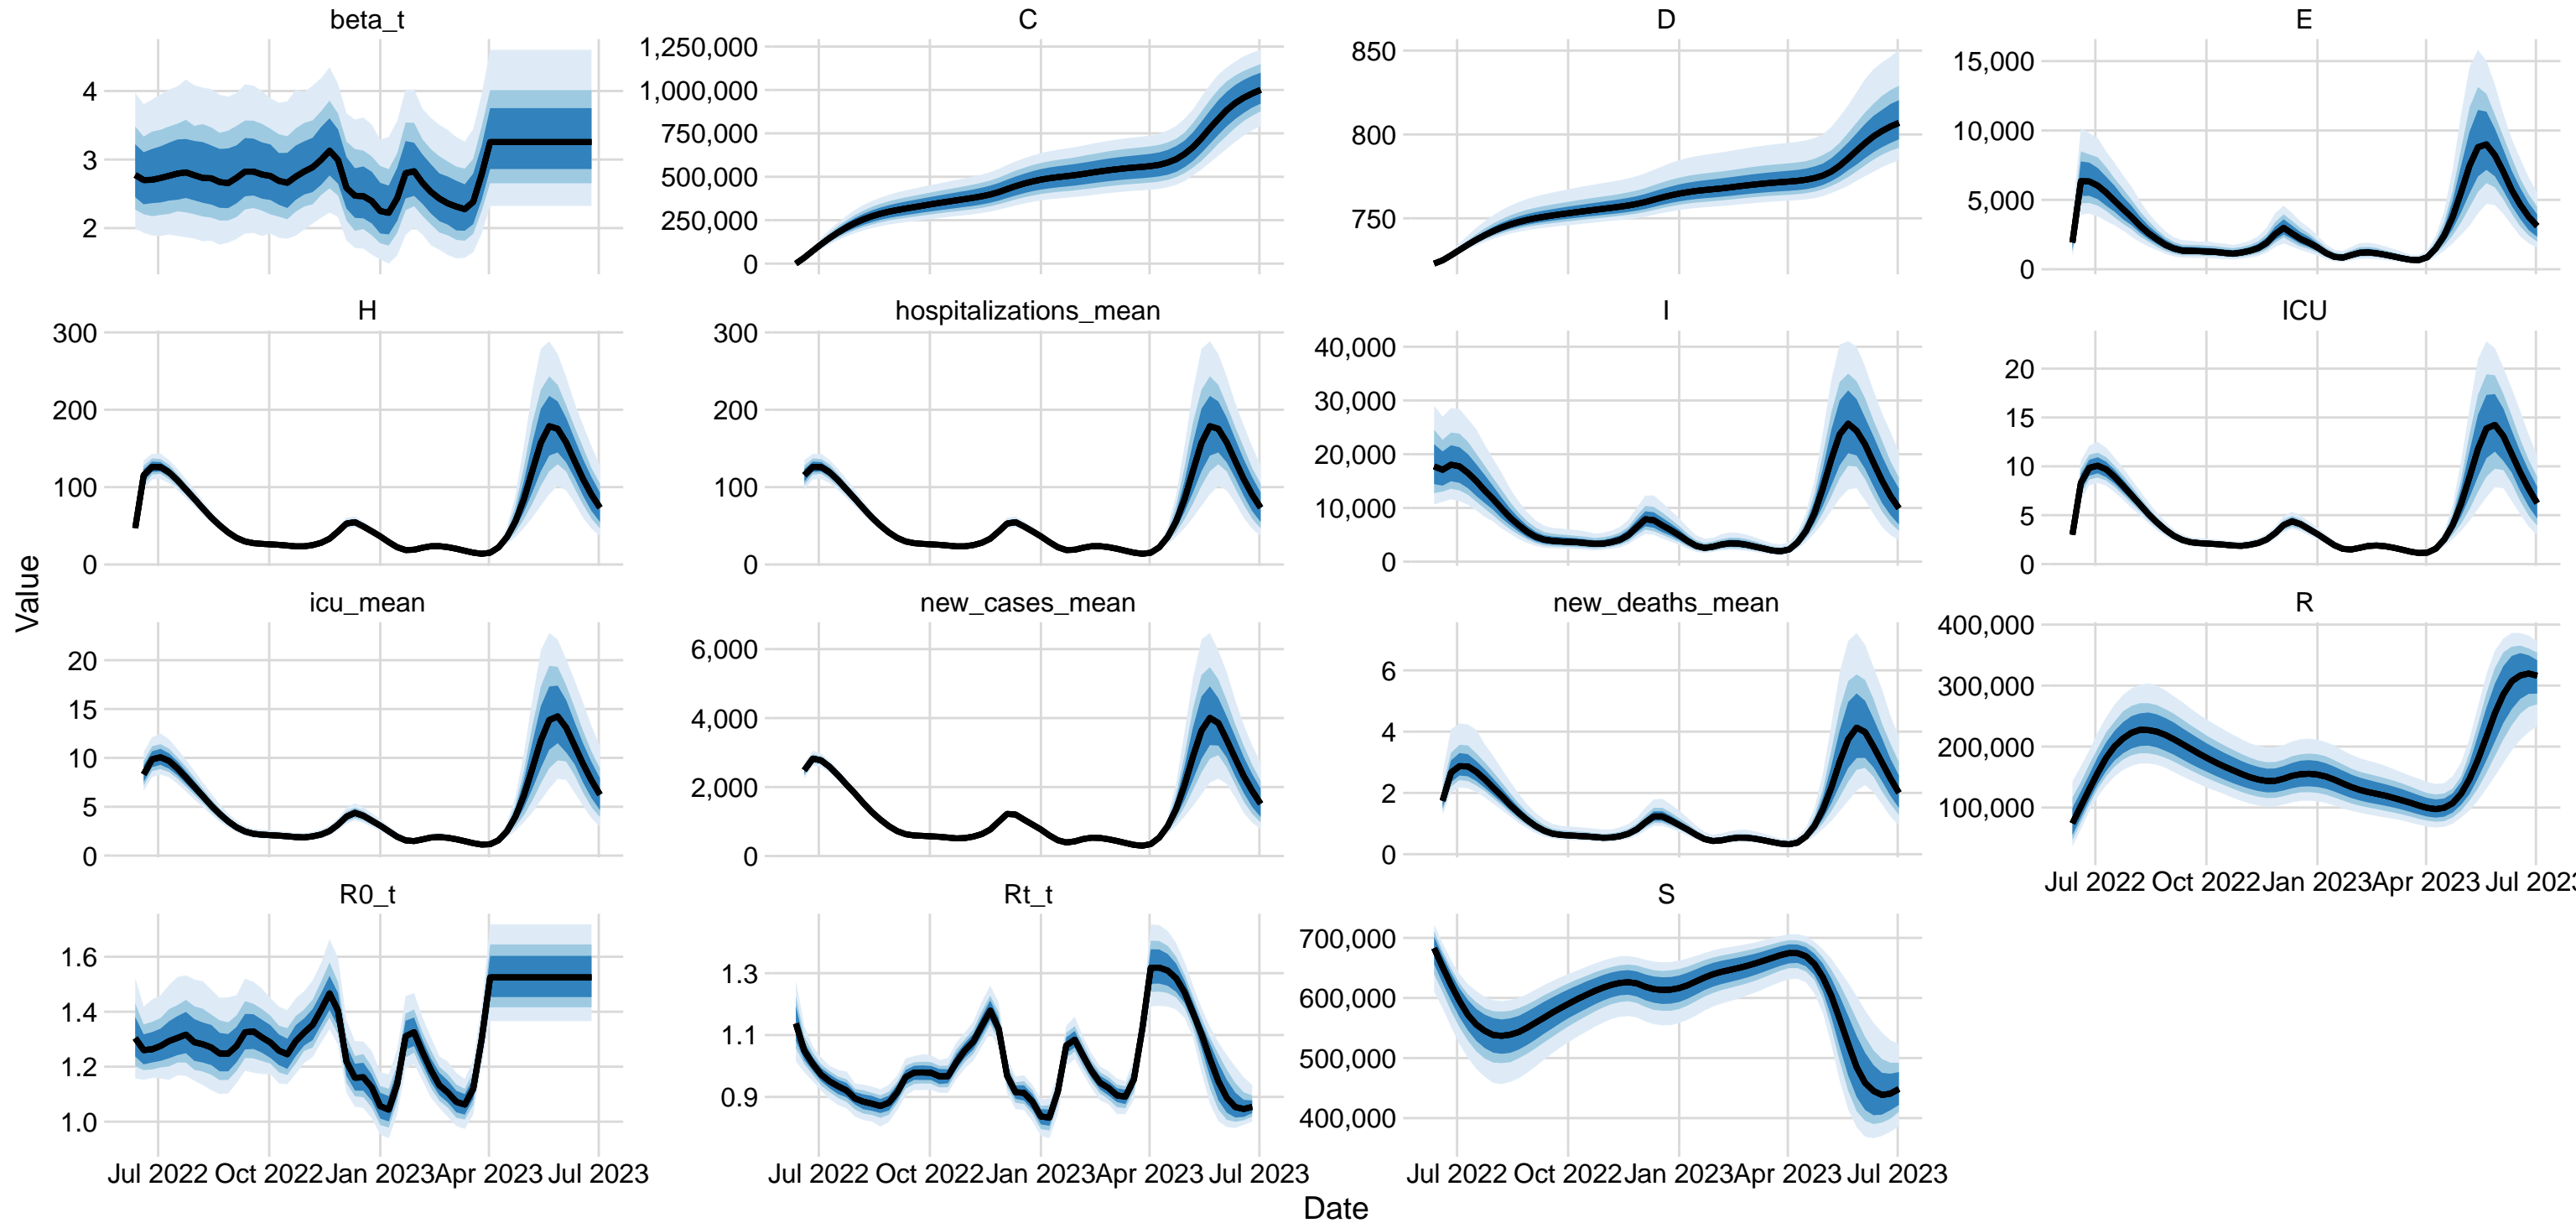 beta_t
C
D
E
4
3
2
1,250,000
1,000,000
750,000
500,000
250,000
0
850
800
750
15,000
10,000
5,000
0
H
hospitalizations_mean
I
ICU
300
200
100
0
300
200
100
0
40,000
30,000
20,000
10,000
0
20
15
10
5
0
Value
icu_mean
new_cases_mean
new_deaths_mean
R
20
15
10
5
0
6,000
4,000
2,000
0
6
4
2
0
400,000
300,000
200,000
100,000
Jul 2022 Oct 2022 Jan 2023 Apr 2023 Jul 202
R0_t
Rt_t
S
1.6
1.4
1.2
1.0
1.3
1.1
0.9
700,000
600,000
500,000
400,000
Jul 2022 Oct 2022 Jan 2023 Apr 2023 Jul 2023
Jul 2022 Oct 2022 Jan 2023 Apr 2023 Jul 2023
Jul 2022 Oct 2022 Jan 2023 Apr 2023 Jul 2023
Date